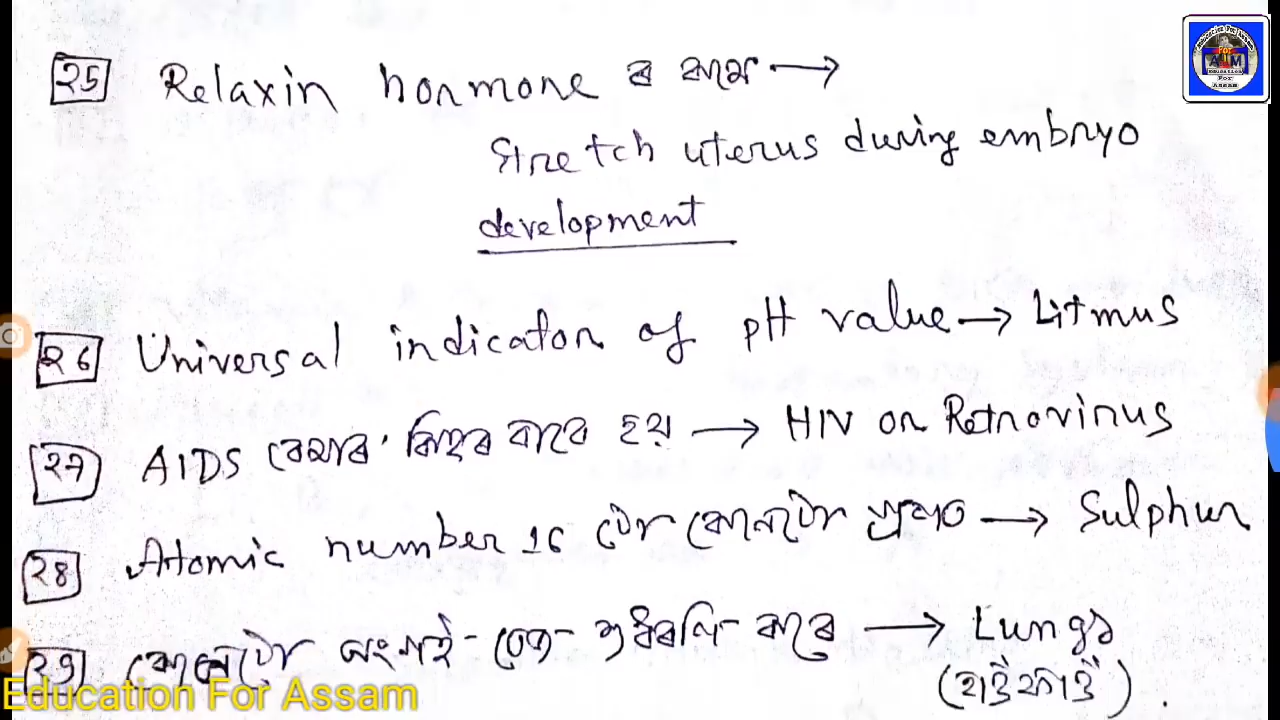 25 Relaxin hormone ৰ কাম →
Stretch uterus during embryo
development
26 Universal indicator of pH value → Litmus
27 AIDS বেমাৰ কিহৰ বাবে হয় → HIV or Retrovirus
28 Atomic number 16 টো কোনটো → Sulphur
29 কোনটো অংগই তেজ কৰে → Lungs
(হাওঁফাওঁ).
Education For Assam